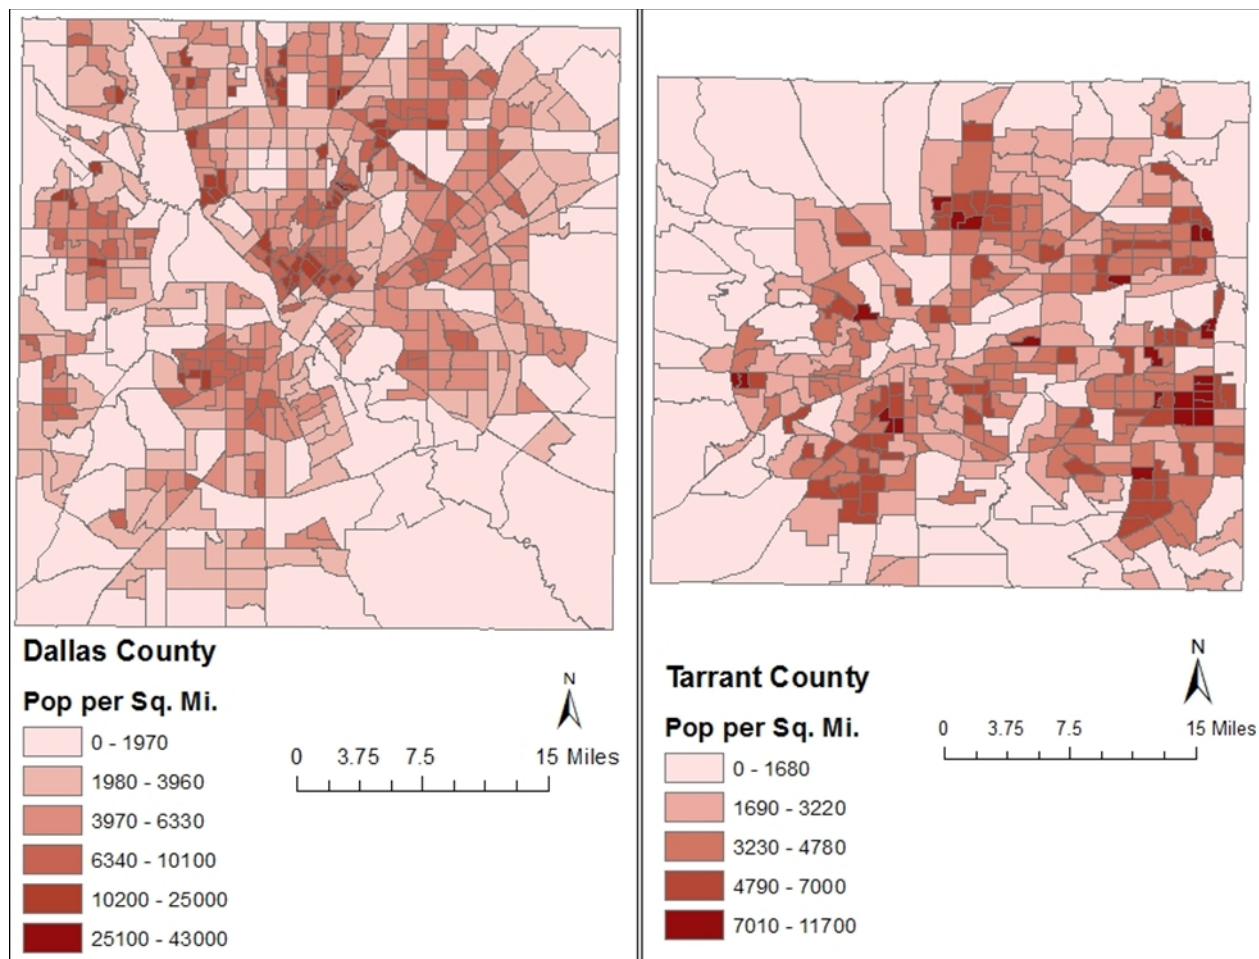 Dallas County
Pop per Sq. Mi.
0 - 1970
1980 - 3960
3970 - 6330
6340 - 10100
10200 - 25000
25100 - 43000
N
0 3.75 7.5 15 Miles
Tarrant County
Pop per Sq. Mi.
0 - 1680
1690 - 3220
3230 - 4780
4790 - 7000
7010 - 11700
N
0 3.75 7.5 15 Miles